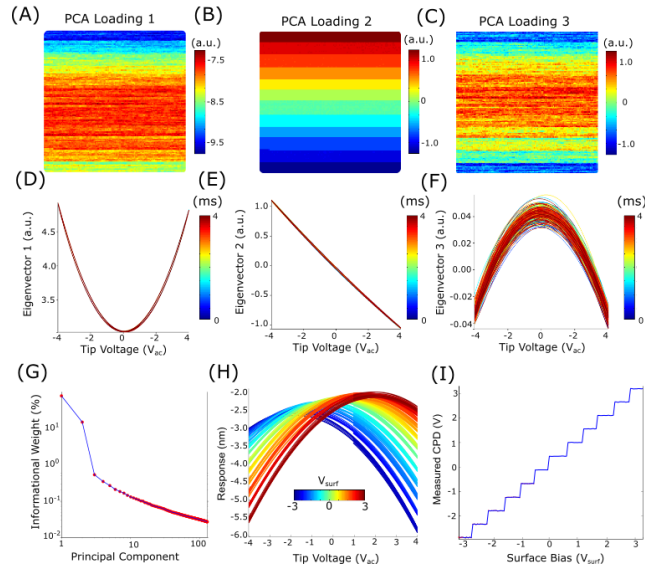 (A) PCA Loading 1
(a.u.)
-7.5
-8.5
-9.5
(B) PCA Loading 2
(a.u.)
1.0
0
-1.0
(C) PCA Loading 3
(a.u.)
1.0
0
-1.0
(D)
Eigenvector 1 (a.u.)
4.5
4.0
3.5
-4 -2 0 2 4
Tip Voltage (Vac)
(ms)
4
0
(E)
Eigenvector 2 (a.u.)
1.0
0.5
0.0
-0.5
-1.0
-4 -2 0 2 4
Tip Voltage (Vac)
(ms)
4
0
(F)
Eigenvector 3 (a.u.)
0.04
0.02
0.00
-0.02
-0.04
-4 -2 0 2 4
Tip Voltage (Vac)
(ms)
4
0
(G)
Informational Weight (%)
10²
10¹
10⁰
10⁻¹
10⁻²
1 10 100
Principal Component
(H)
Response (nm)
-2.0
-2.5
-3.0
-3.5
-4.0
-4.5
-5.0
-5.5
-6.0
Vsurf
-3 3
-4 -3 -2 -1 0 1 2 3 4
Tip Voltage (Vac)
(I)
Measured CPD (V)
3
2
1
0
-1
-2
-3 -2 -1 0 1 2 3
Surface Bias (Vsurf)